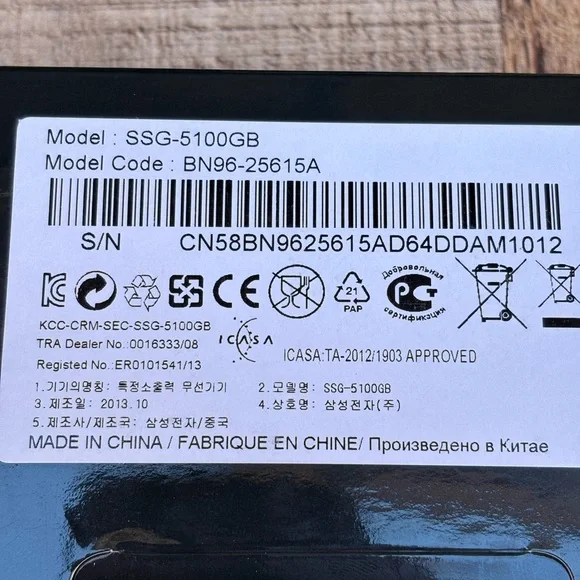 Model : SSG-5100GB
Model Code : BN96-25615A
S/N CN58BN9625615AD64DDAM1012
21
PAP
Добровольная
РСТ
сертификация
KCC-CRM-SEC-SSG-5100GB
TRA Dealer No.:0016333/08
ICASA
Registed No.:ER0101541/13
ICASA:TA-2012/1903 APPROVED
1.기기의명칭: 특정소출력 무선기기 2.모델명: SSG-5100GB
3.제조일: 2013.10 4.상호명: 삼성전자(주)
5.제조사/제조국: 삼성전자/중국
MADE IN CHINA / FABRIQUE EN CHINE/ Произведено в Китае